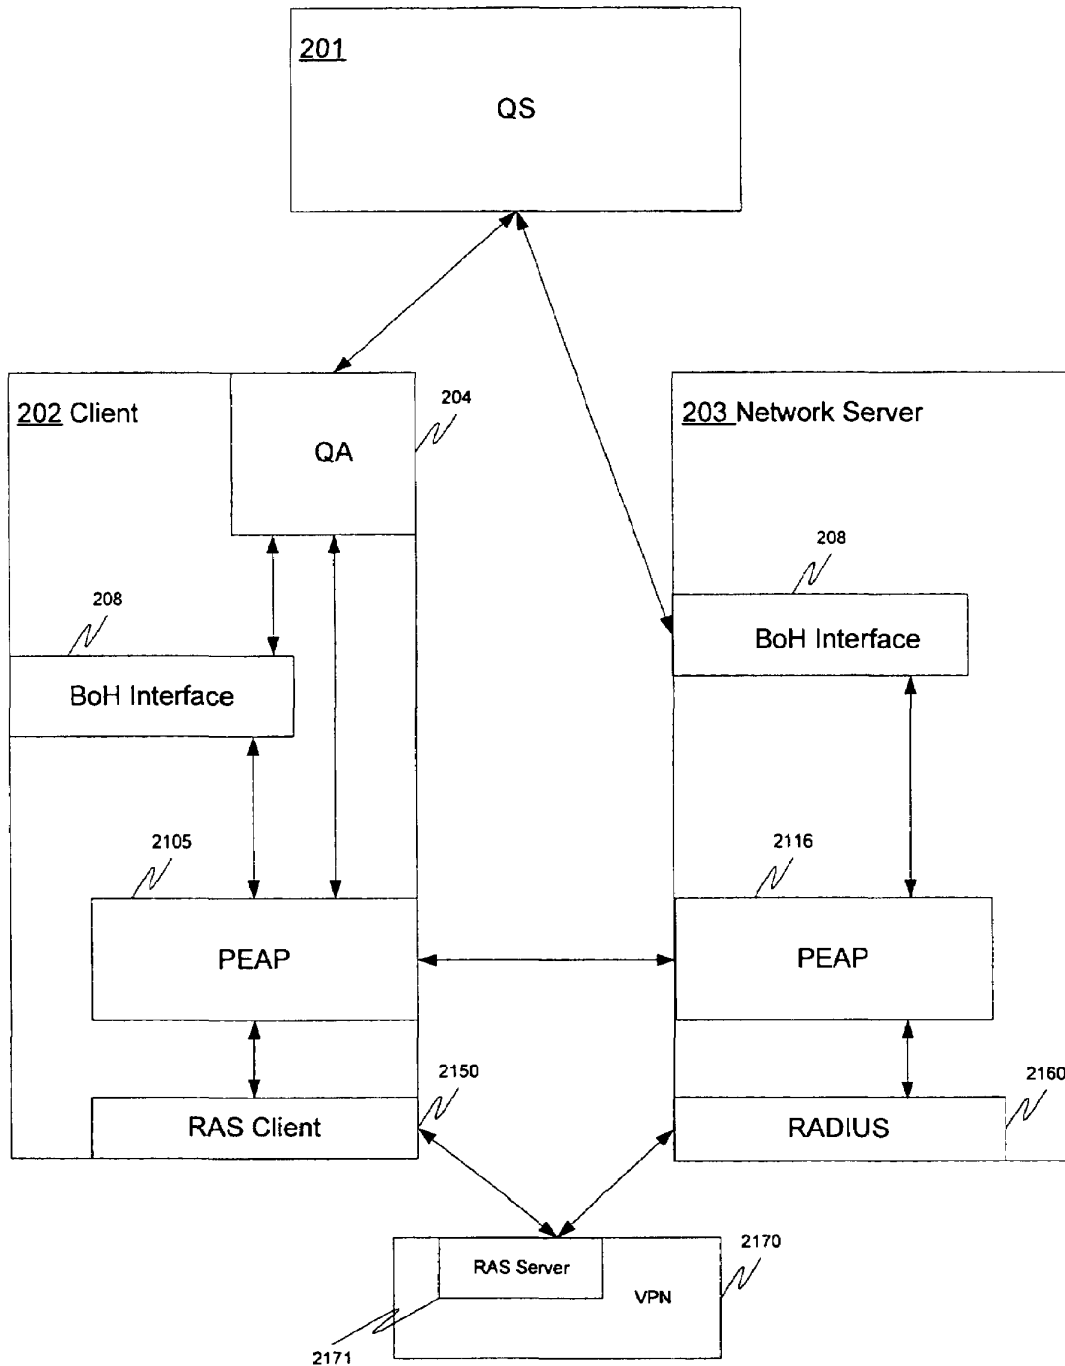 201
QS
202 Client
204
QA
203 Network Server
208
BoH Interface
208
BoH Interface
2105
PEAP
2116
PEAP
2150
RAS Client
2160
RADIUS
2170
RAS Server
VPN
2171